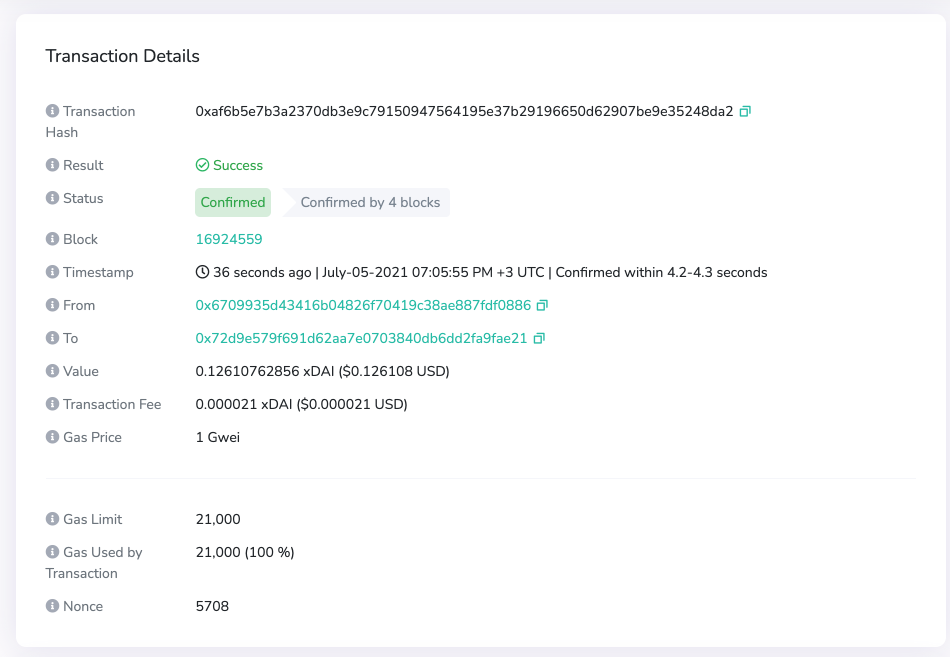 Transaction Details
Transaction Hash 0xaf6b5e7b3a2370db3e9c79150947564195e37b29196650d62907be9e35248da2
Result Success
Status Confirmed Confirmed by 4 blocks
Block 16924559
Timestamp 36 seconds ago | July-05-2021 07:05:55 PM +3 UTC | Confirmed within 4.2-4.3 seconds
From 0x6709935d43416b04826f70419c38ae887fdf0886
To 0x72d9e579f691d62aa7e0703840db6dd2fa9fae21
Value 0.12610762856 xDAI ($0.126108 USD)
Transaction Fee 0.000021 xDAI ($0.000021 USD)
Gas Price 1 Gwei
Gas Limit 21,000
Gas Used by Transaction 21,000 (100 %)
Nonce 5708